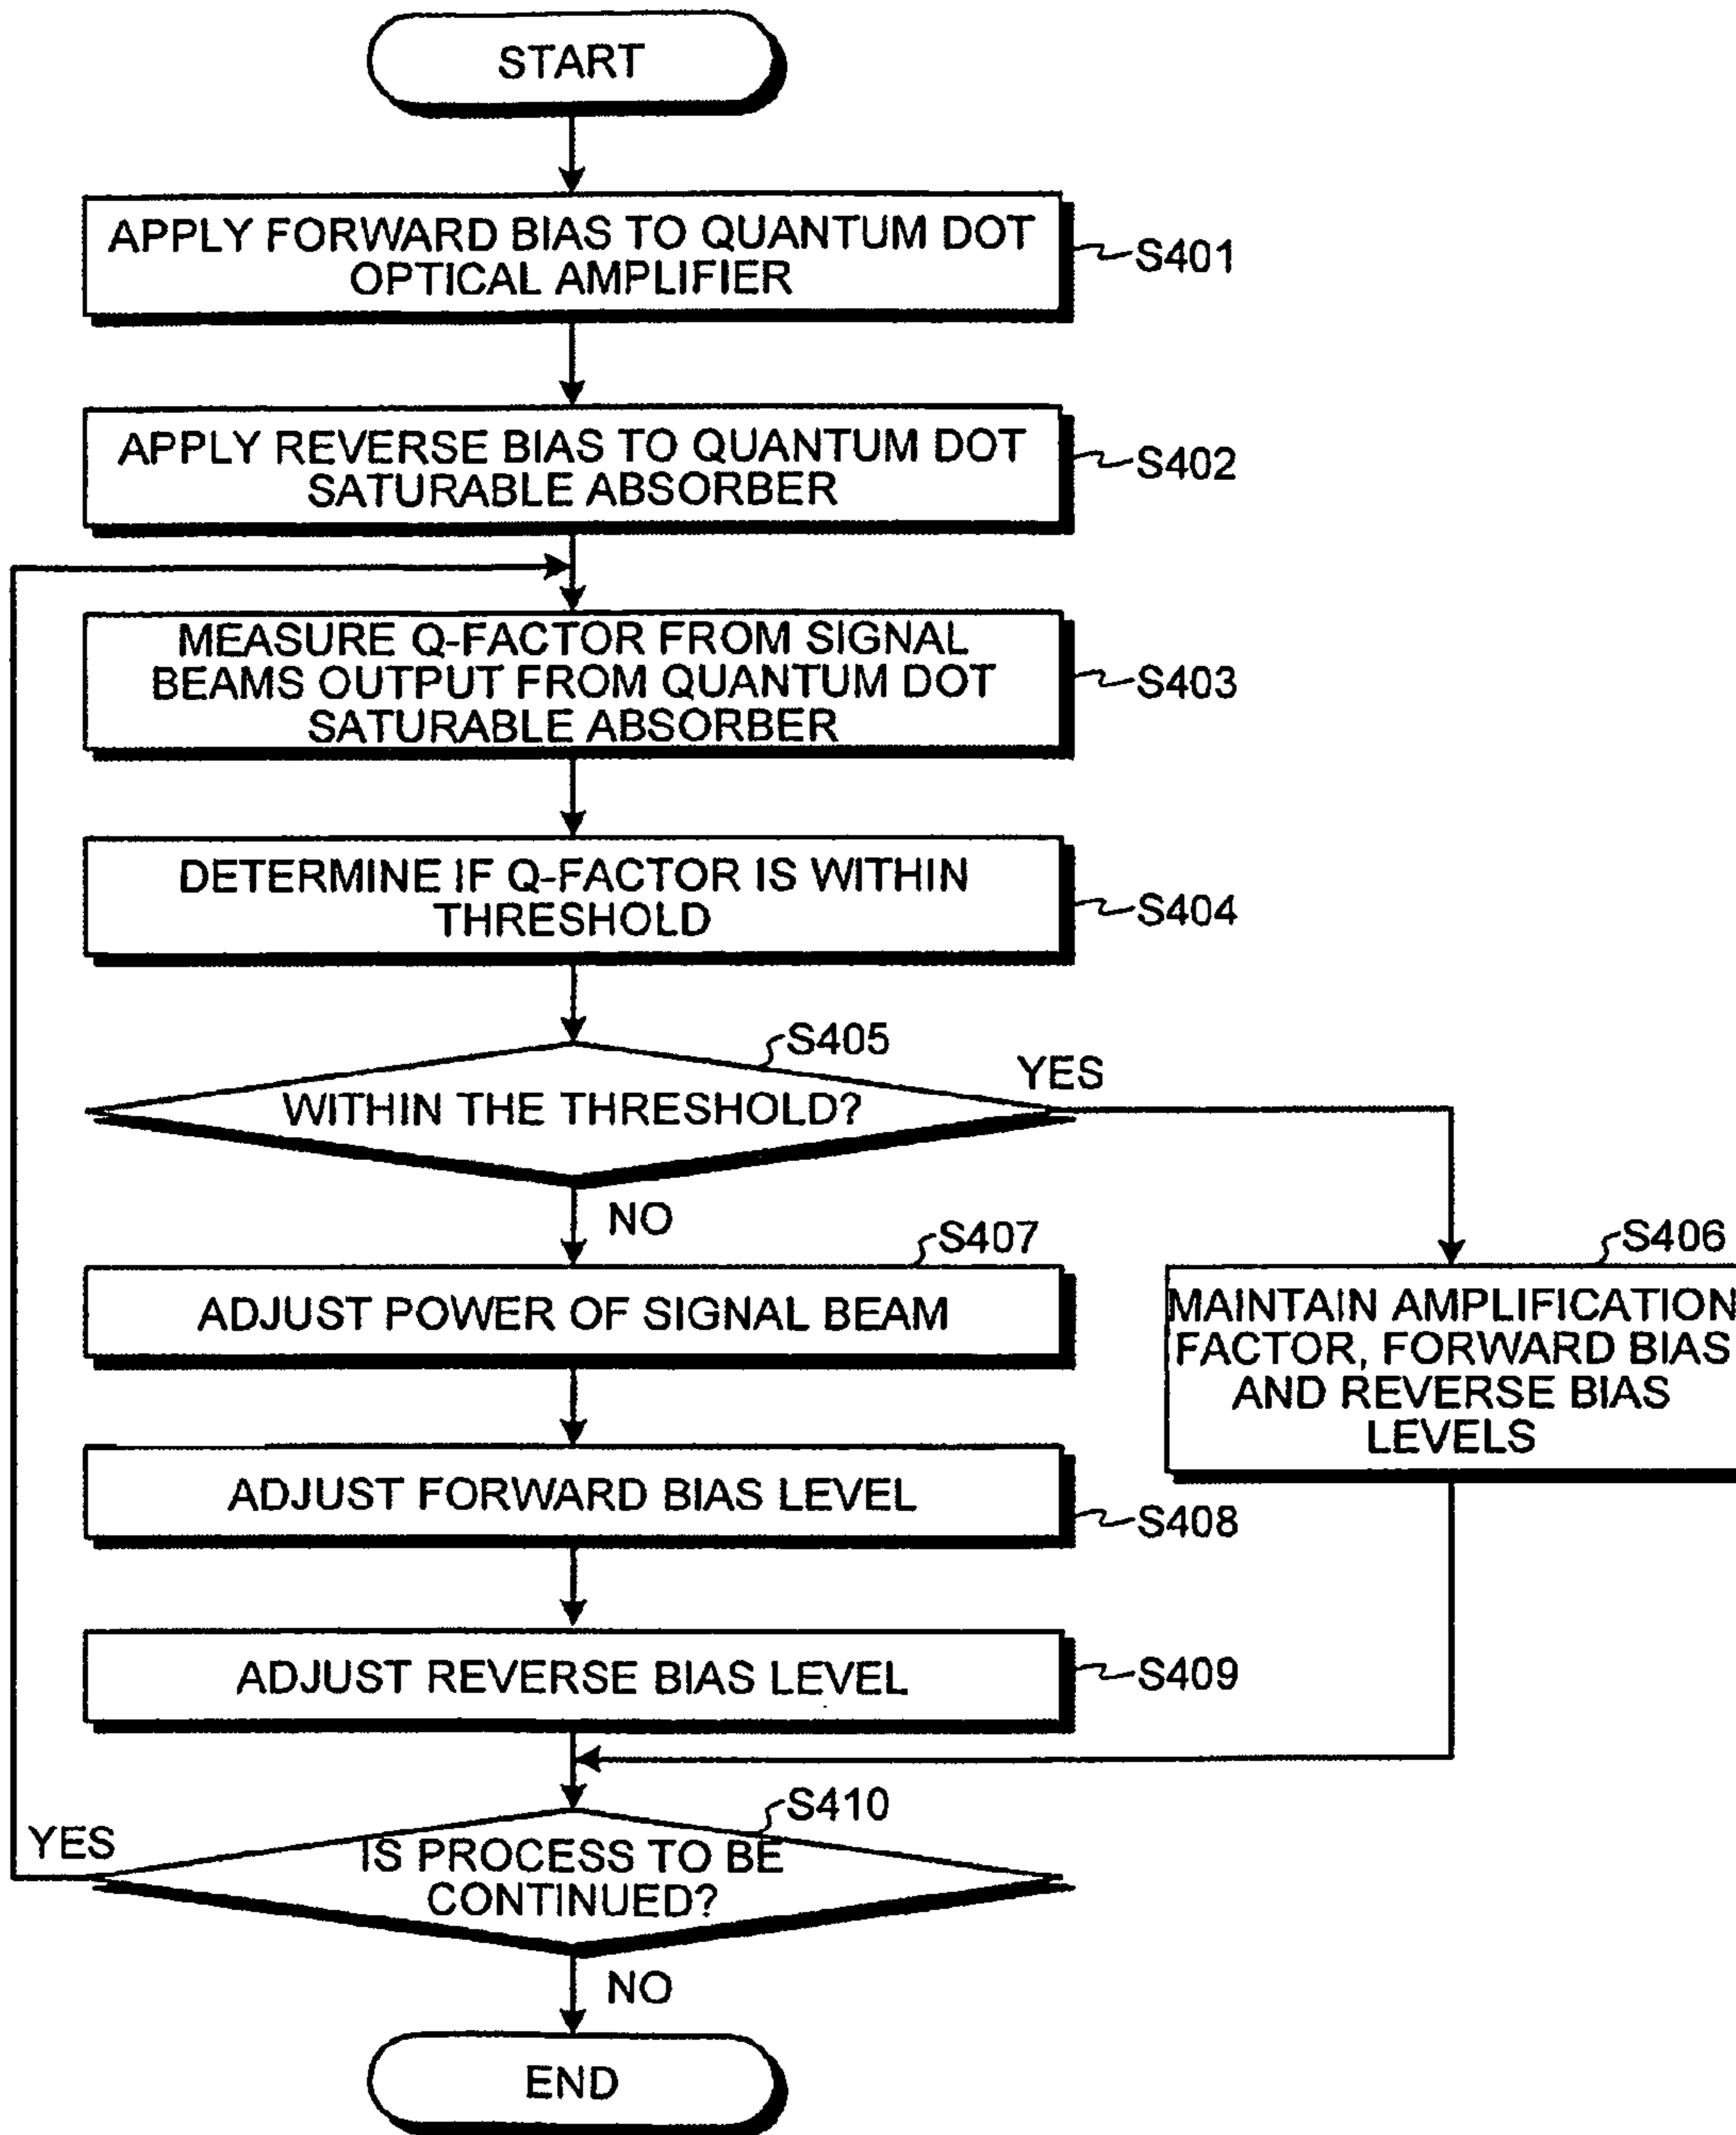 START
APPLY FORWARD BIAS TO QUANTUM DOT
OPTICAL AMPLIFIER
S401
APPLY REVERSE BIAS TO QUANTUM DOT
SATURABLE ABSORBER
S402
MEASURE Q-FACTOR FROM SIGNAL
BEAMS OUTPUT FROM QUANTUM DOT
SATURABLE ABSORBER
S403
DETERMINE IF Q-FACTOR IS WITHIN
THRESHOLD
S404
S405
WITHIN THE THRESHOLD?
YES
NO
S407
ADJUST POWER OF SIGNAL BEAM
S406
MAINTAIN AMPLIFICATION
FACTOR, FORWARD BIAS
AND REVERSE BIAS
LEVELS
ADJUST FORWARD BIAS LEVEL
S408
ADJUST REVERSE BIAS LEVEL
S409
S410
YES
IS PROCESS TO BE
CONTINUED?
NO
END